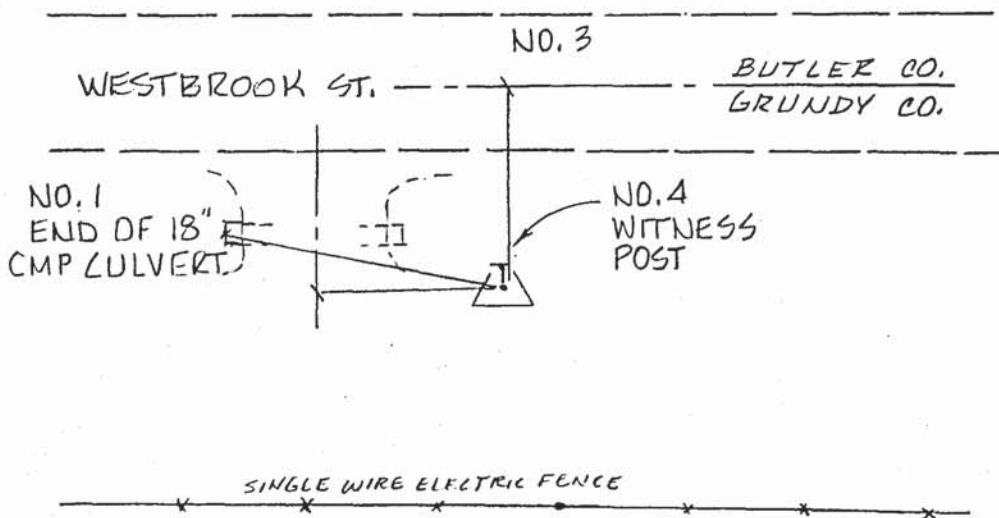 NO. 3
WESTBROOK ST.
BUTLER CO.
GRUNDY CO.
NO. 1
END OF 18"
CMP CULVERT
NO. 4
WITNESS
POST
SINGLE WIRE ELECTRIC FENCE